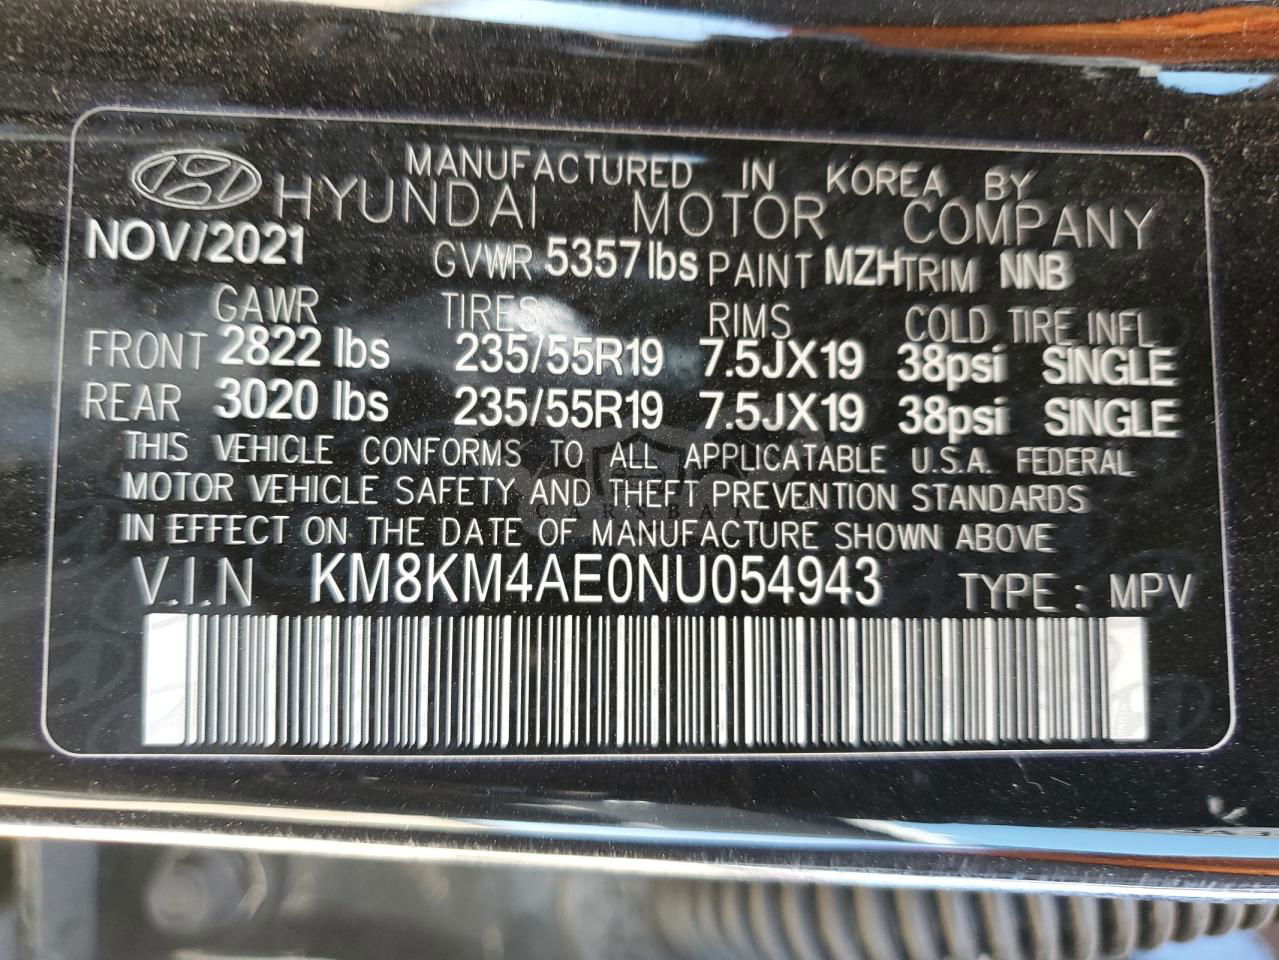 MANUFACTURED IN KOREA BY
HYUNDAI MOTOR COMPANY
NOV/2021 GVWR 5357 lbs PAINT MZH TRIM NNB
GAWR TIRES RIMS COLD TIRE INFL
FRONT 2822 lbs 235/55R19 7.5JX19 38psi SINGLE
REAR 3020 lbs 235/55R19 7.5JX19 38psi SINGLE
THIS VEHICLE CONFORMS TO ALL APPLICATABLE U.S.A. FEDERAL
MOTOR VEHICLE SAFETY AND THEFT PREVENTION STANDARDS
CARSBAT
IN EFFECT ON THE DATE OF MANUFACTURE SHOWN ABOVE
V.I.N KM8KM4AE0NU054943 TYPE : MPV